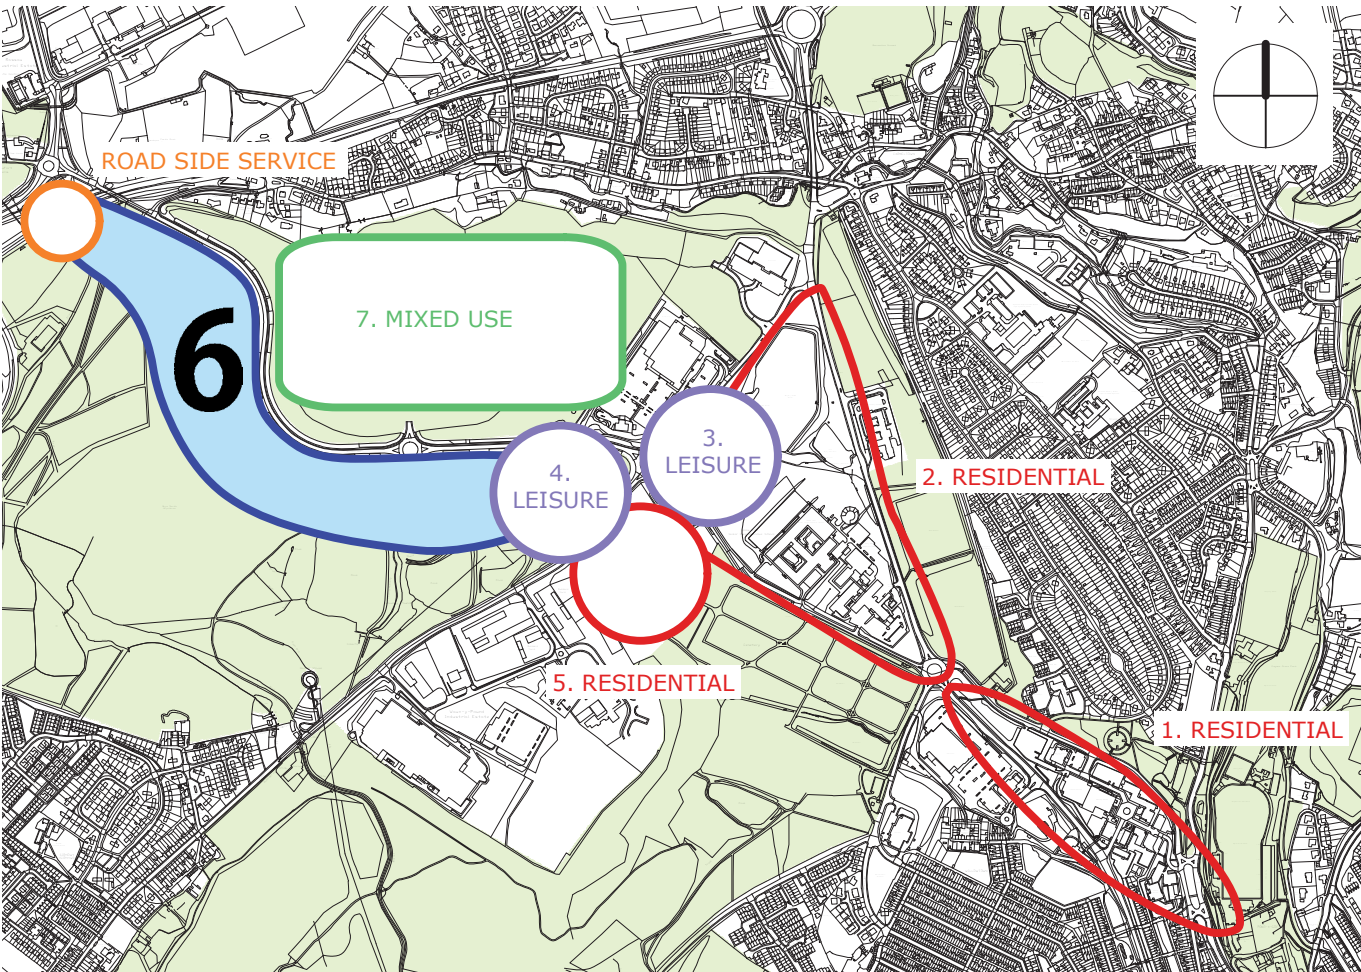 ROAD SIDE SERVICE
6
7. MIXED USE
3.
LEISURE
4.
LEISURE
2. RESIDENTIAL
5. RESIDENTIAL
1. RESIDENTIAL